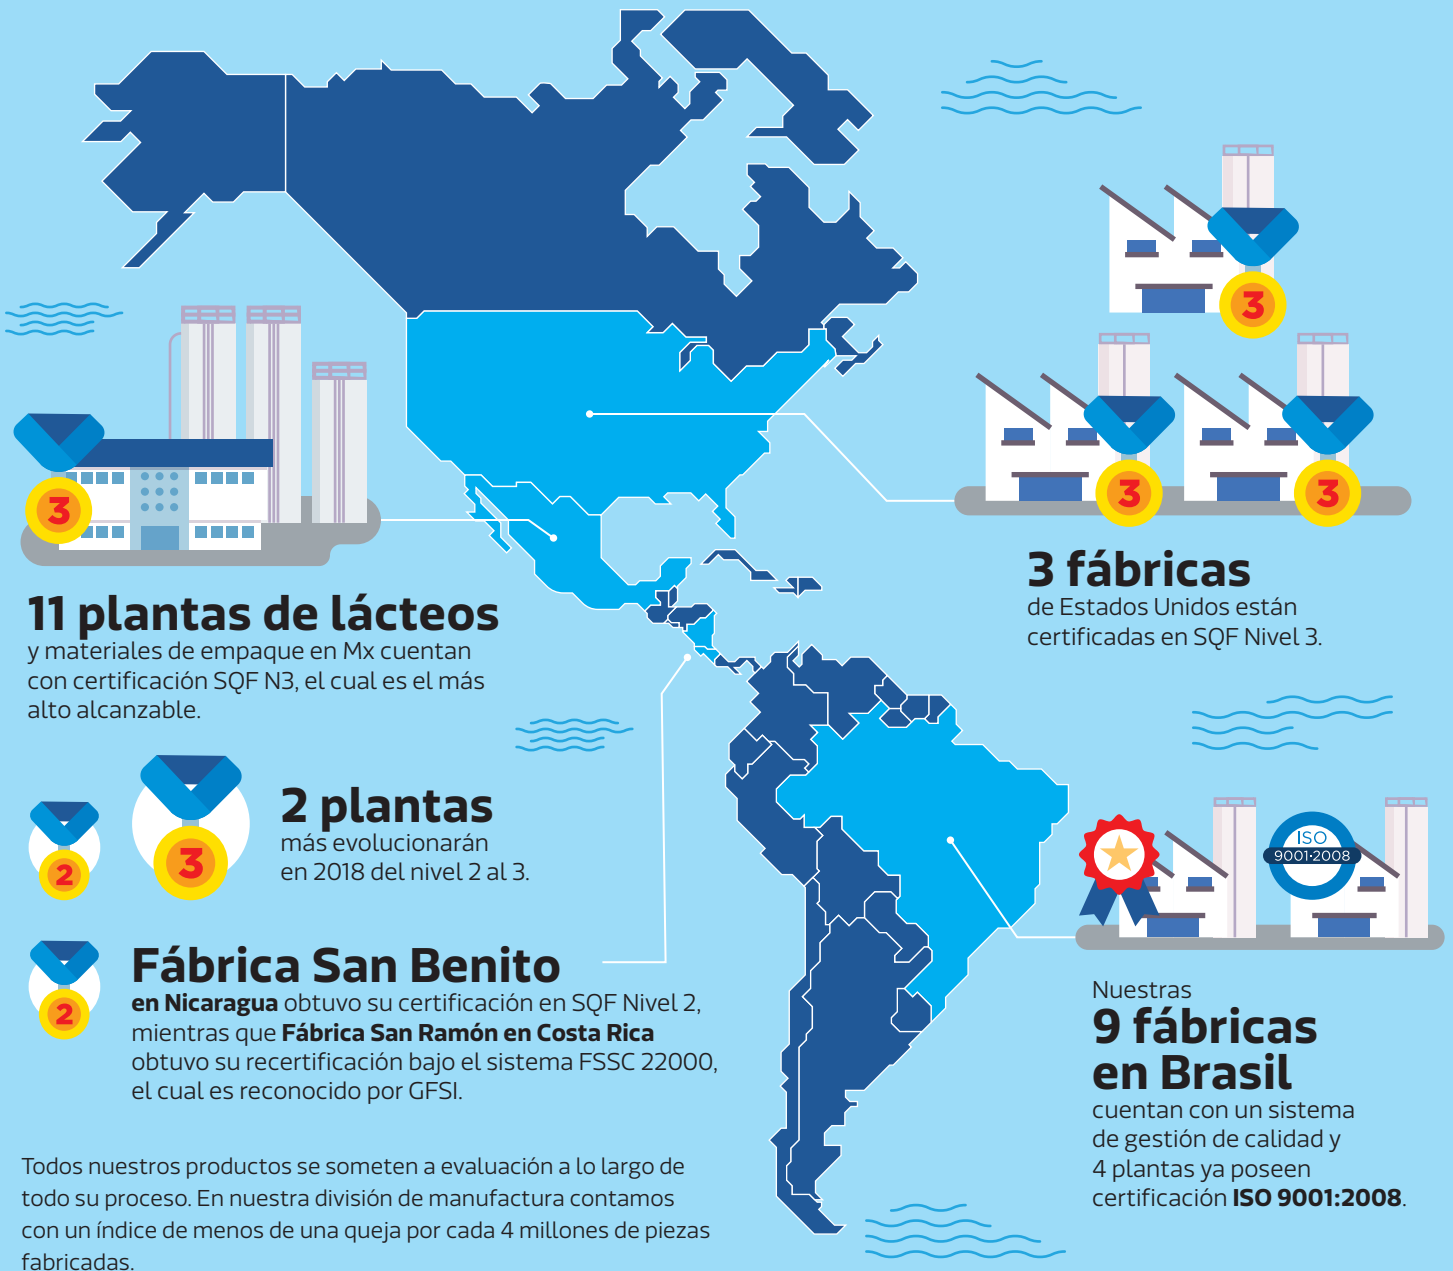 3
3
3
3
3 fábricas
de Estados Unidos están
certificadas en SQF Nivel 3.
11 plantas de lácteos
y materiales de empaque en Mx cuentan
con certificación SQF N3, el cual es el más
alto alcanzable.
2
3
2 plantas
más evolucionarán
en 2018 del nivel 2 al 3.
2
Fábrica San Benito
en Nicaragua obtuvo su certificación en SQF Nivel 2,
mientras que Fábrica San Ramón en Costa Rica
obtuvo su recertificación bajo el sistema FSSC 22000,
el cual es reconocido por GFSI.
ISO
9001·2008
Nuestras
9 fábricas
en Brasil
cuentan con un sistema
de gestión de calidad y
4 plantas ya poseen
certificación ISO 9001:2008.
Todos nuestros productos se someten a evaluación a lo largo de
todo su proceso. En nuestra división de manufactura contamos
con un índice de menos de una queja por cada 4 millones de piezas
fabricadas.